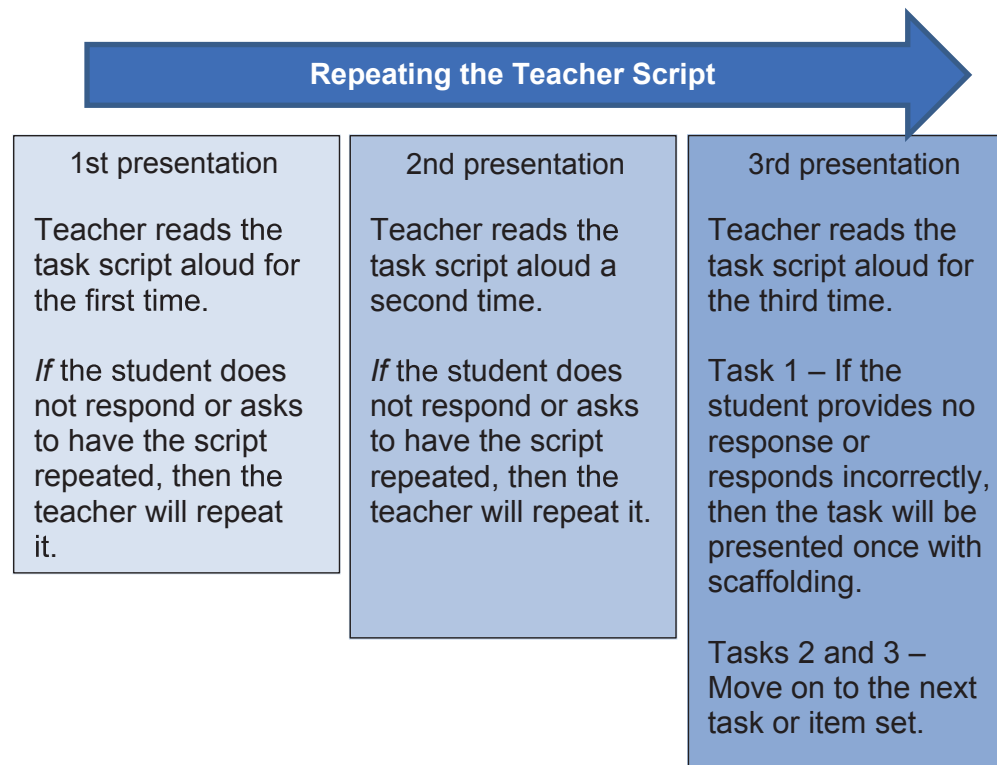 Repeating the Teacher Script
1st presentation
Teacher reads the
task script aloud for
the first time.
If the student does
not respond or asks
to have the script
repeated, then the
teacher will repeat
it.
2nd presentation
Teacher reads the
task script aloud a
second time.
If the student does
not respond or asks
to have the script
repeated, then the
teacher will repeat it.
3rd presentation
Teacher reads the
task script aloud for
the third time.
Task 1 – If the
student provides no
response or
responds incorrectly,
then the task will be
presented once with
scaffolding.
Tasks 2 and 3 –
Move on to the next
task or item set.